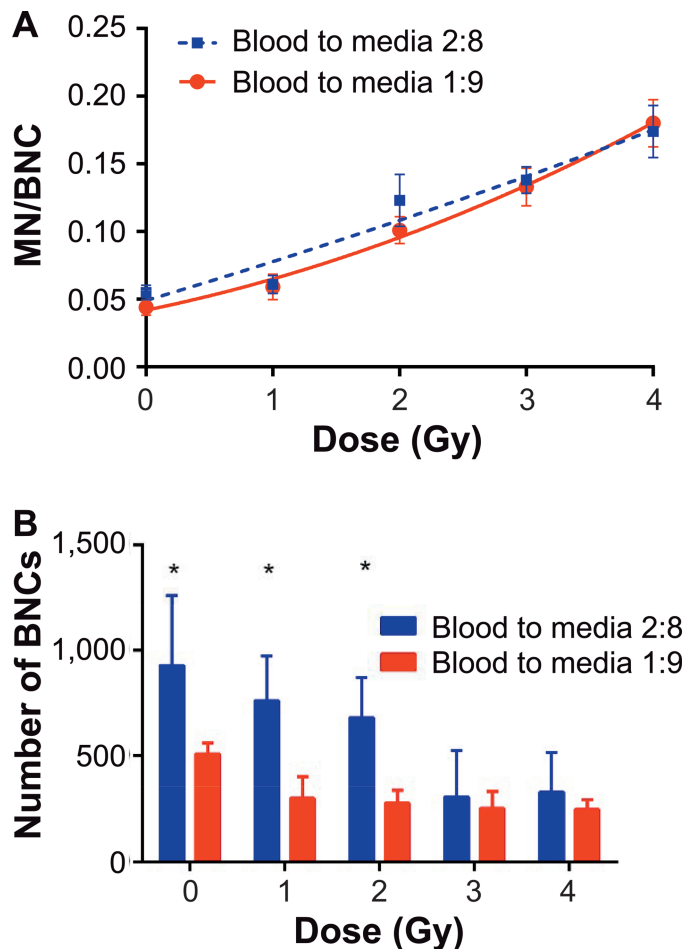 A
0.25
0.20
0.15
0.10
0.05
0.00
MN/BNC
Blood to media 2:8
Blood to media 1:9
0 1 2 3 4
Dose (Gy)
B
1,500
1,000
500
0
Number of BNCs
* * *
Blood to media 2:8
Blood to media 1:9
0 1 2 3 4
Dose (Gy)